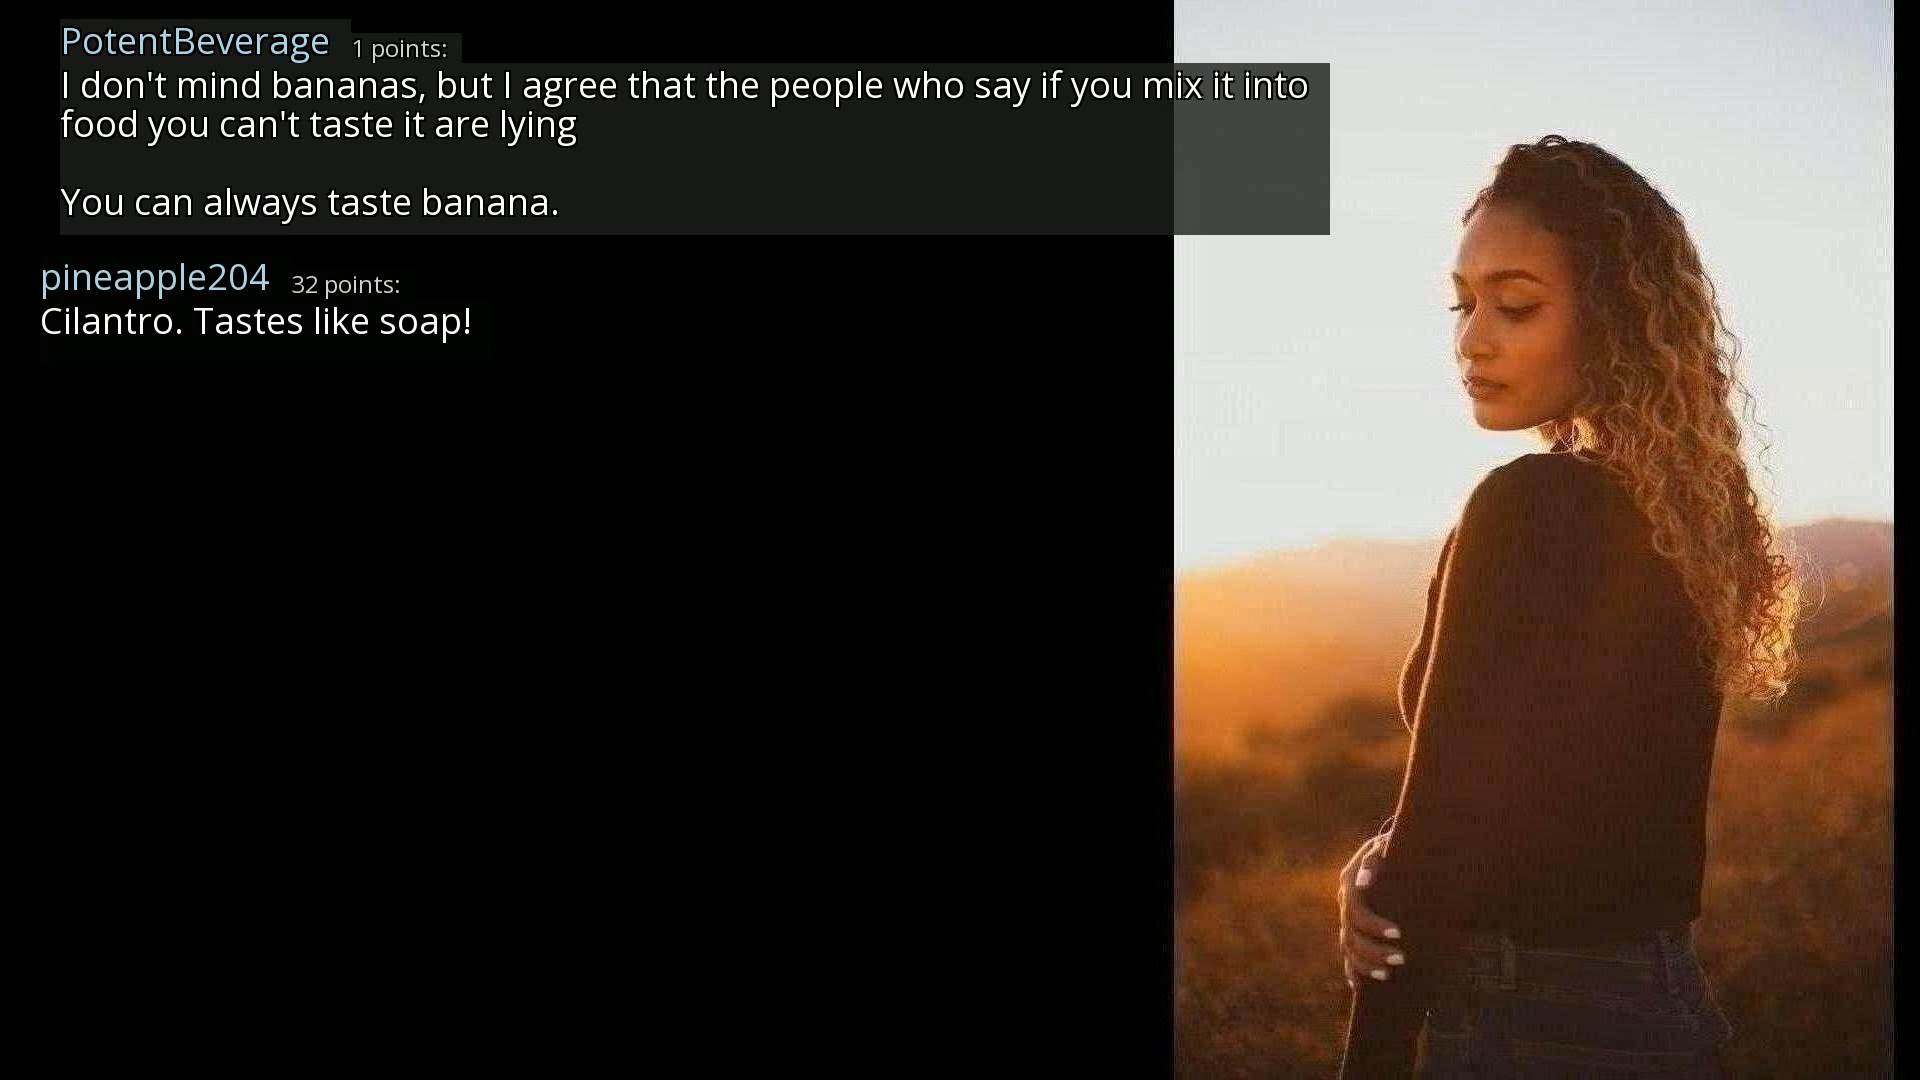 PotentBeverage 1 points:
I don't mind bananas, but I agree that the people who say if you mix it into
food you can't taste it are lying
You can always taste banana.
pineapple204 32 points:
Cilantro. Tastes like soap!